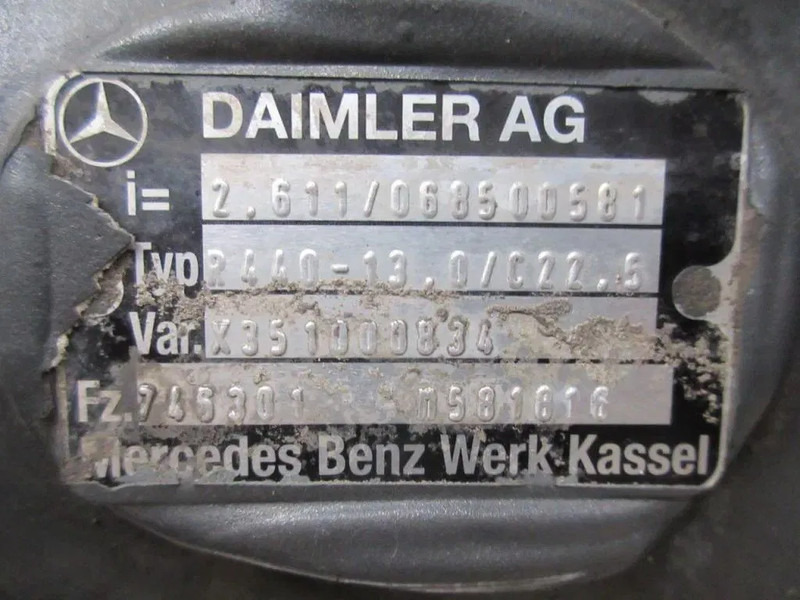 DAIMLER AG
i= 2.611/068500581
Typ R440-13.0/C22.5
Var. X351000834
Fz. 746301 M581816
Mercedes Benz Werk Kassel